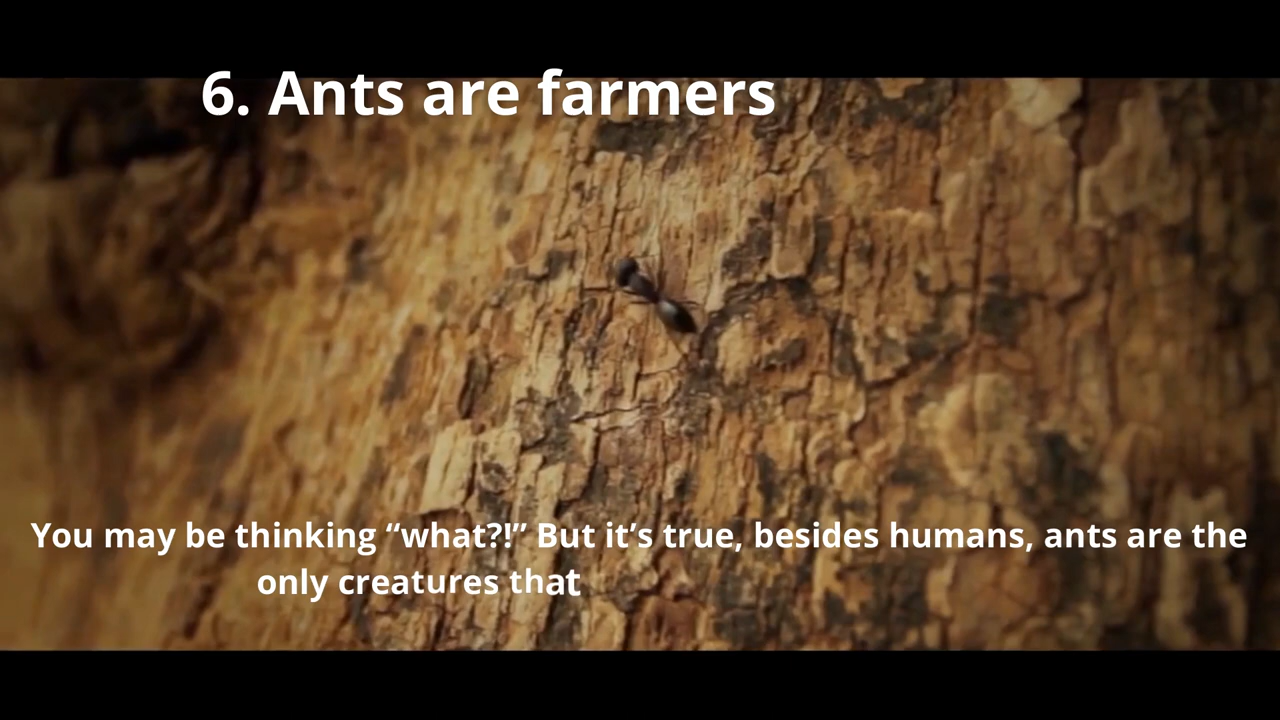 6. Ants are farmers
You may be thinking “what?!” But it’s true, besides humans, ants are the
only creatures that